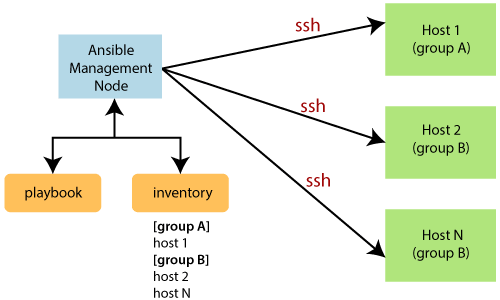 Ansible
Management
Node
ssh
Host 1
(group A)
ssh
Host 2
(group B)
ssh
Host N
(group B)
playbook
inventory
[group A]
host 1
[group B]
host 2
host N